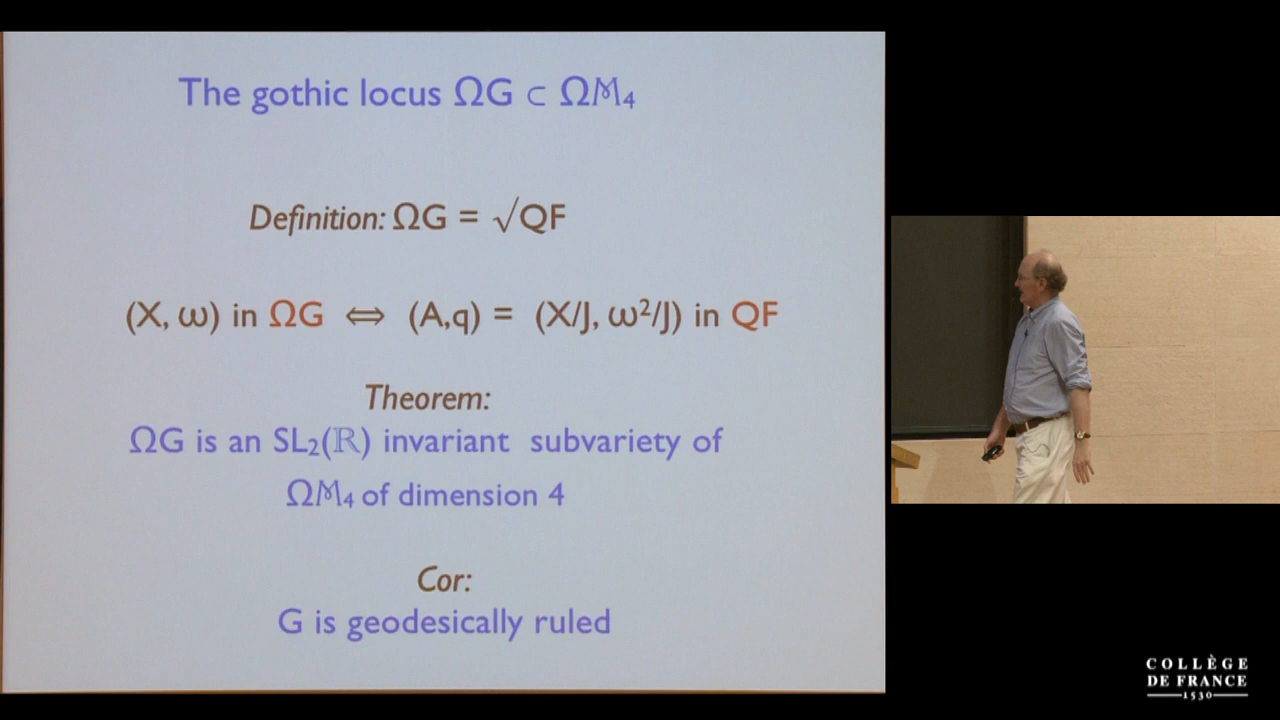 The gothic locus ΩG ⊂ Ωℳ₄
Definition: ΩG = √QF
(X, ω) in ΩG ⇔ (A,q) = (X/J, ω²/J) in QF
Theorem:
ΩG is an SL₂(ℝ) invariant subvariety of
Ωℳ₄ of dimension 4
Cor:
G is geodesically ruled
COLLÈGE
DE FRANCE
1530